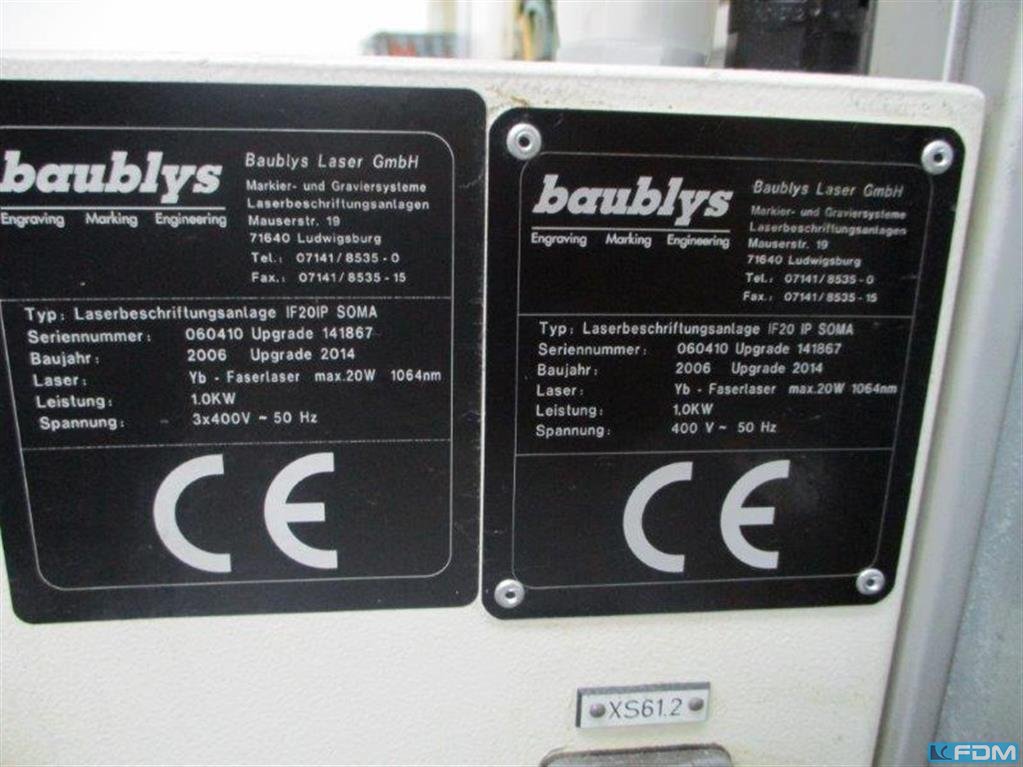 baublys
Engraving Marking Engineering
Baublys Laser GmbH
Markier- und Graviersysteme
Laserbeschriftungsanlagen
Mauserstr. 19
71640 Ludwigsburg
Tel.: 07141/8535-0
Fax.: 07141/8535-15
Typ: Laserbeschriftungsanlage IF20IP SOMA
Seriennummer: 060410 Upgrade 141867
Baujahr: 2006 Upgrade 2014
Laser: Yb - Faserlaser max.20W 1064nm
Leistung: 1.0KW
Spannung: 3x400V ~ 50 Hz
CE
baublys
Engraving Marking Engineering
Baublys Laser GmbH
Markier- und Graviersysteme
Laserbeschriftungsanlagen
Mauserstr. 19
71640 Ludwigsburg
Tel.: 07141/8535-0
Fax.: 07141/8535-15
Typ: Laserbeschriftungsanlage IF20 IP SOMA
Seriennummer: 060410 Upgrade 141867
Baujahr: 2006 Upgrade 2014
Laser: Yb - Faserlaser max.20W 1064nm
Leistung: 1.0KW
Spannung: 400 V ~ 50 Hz
CE
XS61.2
FDM